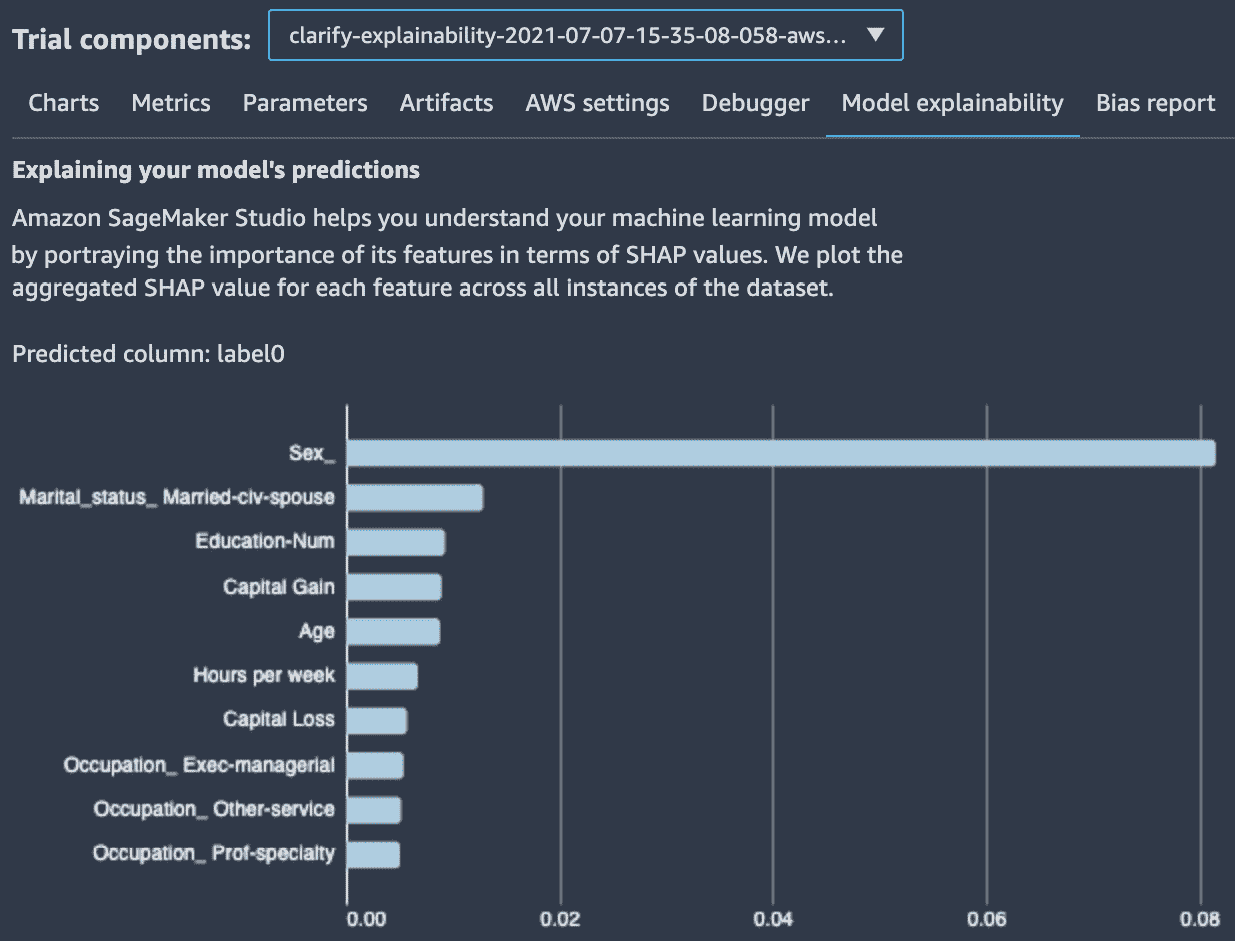 Trial components: clarify-explainability-2021-07-07-15-35-08-058-aws...
Charts Metrics Parameters Artifacts AWS settings Debugger Model explainability Bias report
Explaining your model's predictions
Amazon SageMaker Studio helps you understand your machine learning model
by portraying the importance of its features in terms of SHAP values. We plot the
aggregated SHAP value for each feature across all instances of the dataset.
Predicted column: label0
Sex_
Marital_status_ Married-civ-spouse
Education-Num
Capital Gain
Age
Hours per week
Capital Loss
Occupation_ Exec-managerial
Occupation_ Other-service
Occupation_ Prof-specialty
0.00 0.02 0.04 0.06 0.08